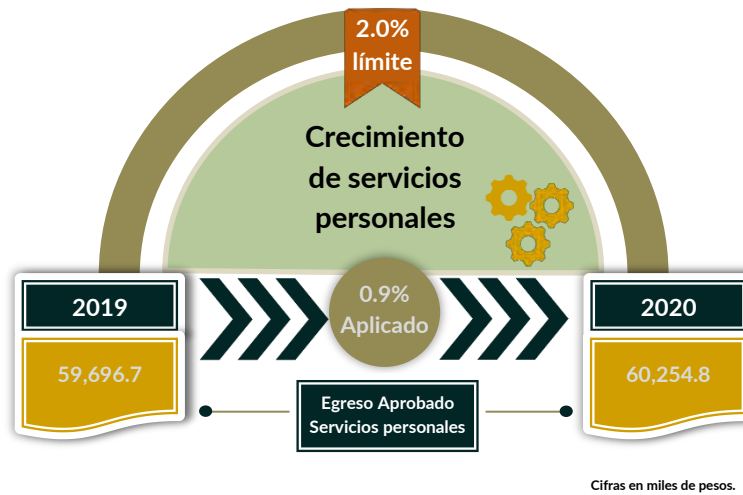 2.0%
límite
Crecimiento
de servicios
personales
2019
0.9%
Aplicado
2020
59,696.7
60,254.8
Egreso Aprobado
Servicios personales
Cifras en miles de pesos.